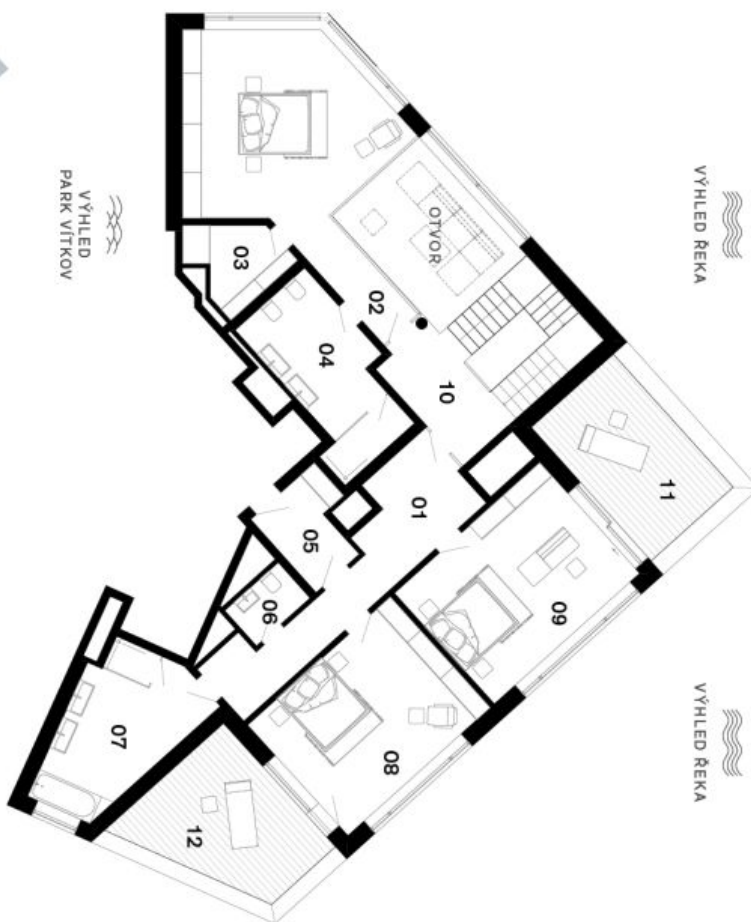 VÝHLED ŘEKA
VÝHLED ŘEKA
VÝHLED
PARK VÍTKOV
OTVOR
01
02
03
04
05
06
07
08
09
10
11
12